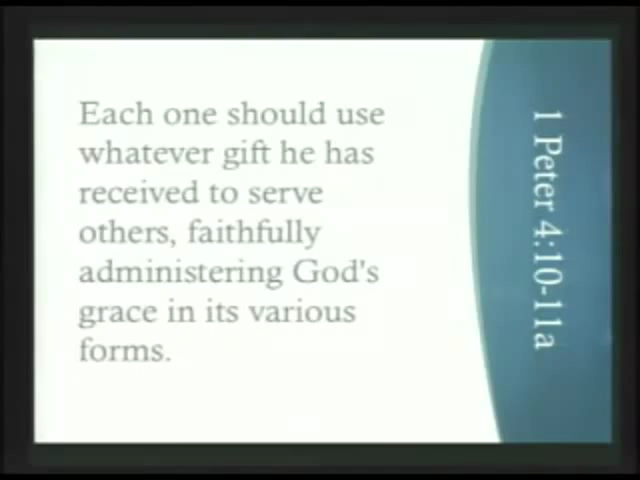 Each one should use
whatever gift he has
received to serve
others, faithfully
administering God's
grace in its various
forms.
1 Peter 4:10-11a